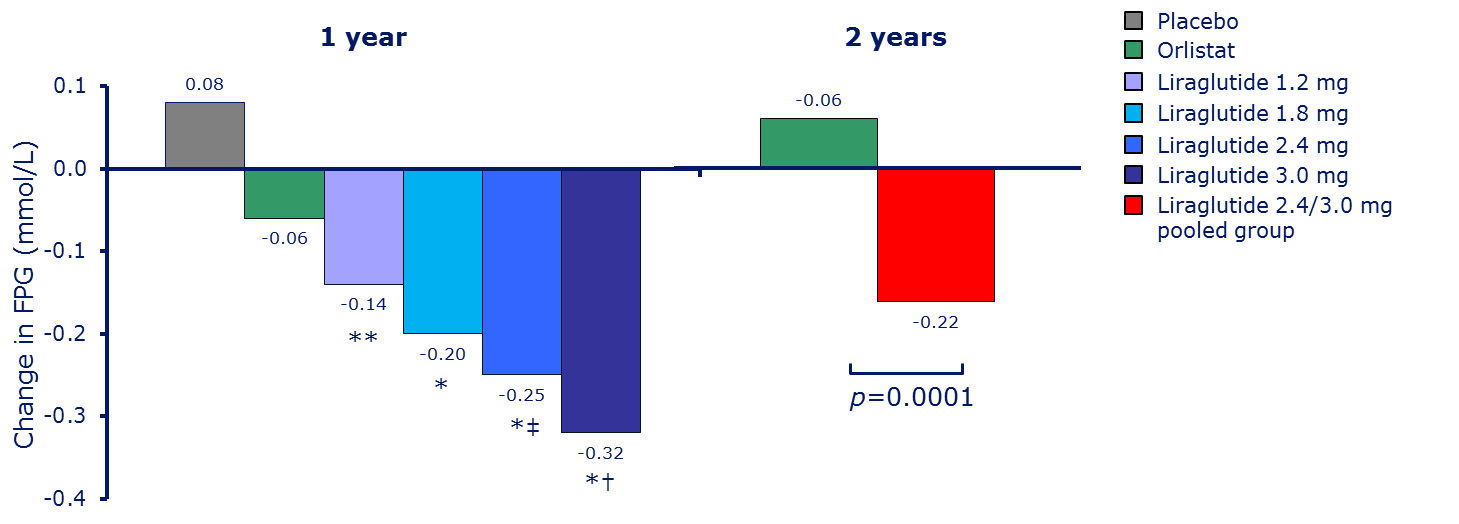 1 year
2 years
Placebo
Orlistat
Liraglutide 1.2 mg
Liraglutide 1.8 mg
Liraglutide 2.4 mg
Liraglutide 3.0 mg
Liraglutide 2.4/3.0 mg
pooled group
Change in FPG (mmol/L)
0.1
0.0
-0.1
-0.2
-0.3
-0.4
0.08
-0.06
-0.14
**
-0.20
*
-0.25
*‡
-0.32
*†
-0.06
-0.22
p=0.0001